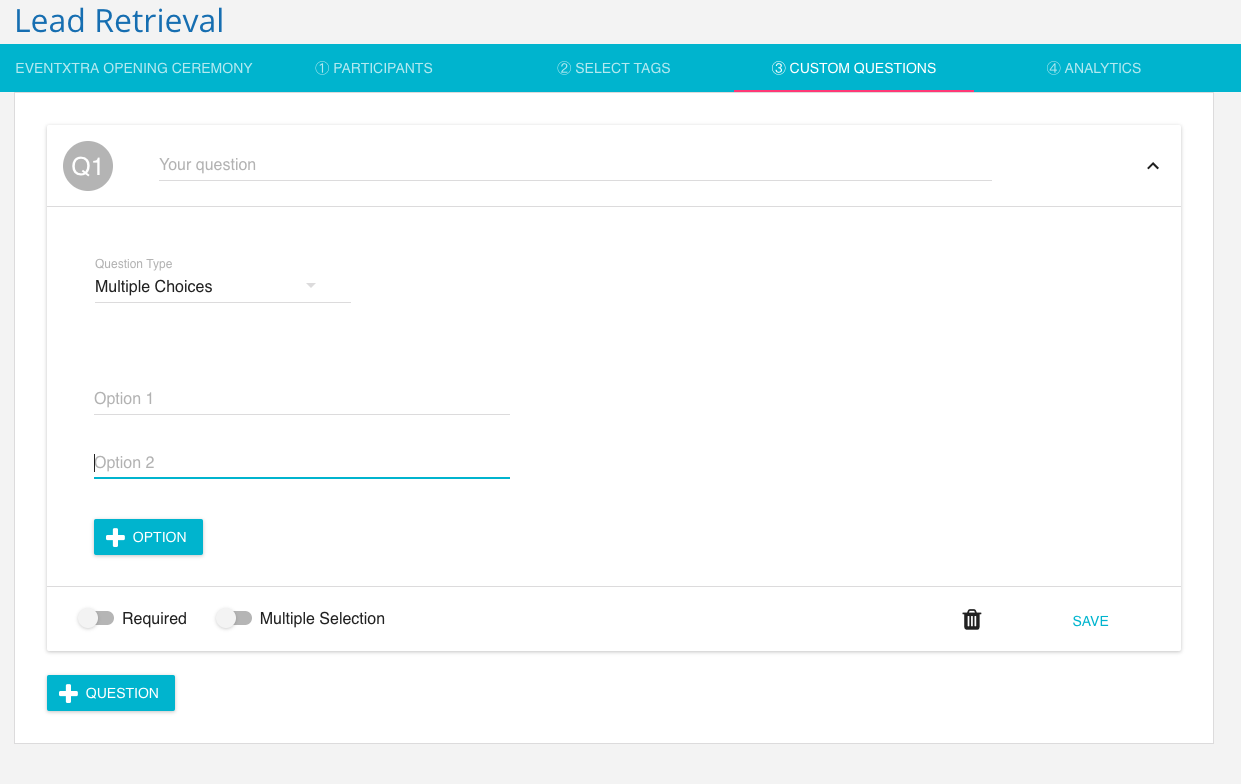 Lead Retrieval
EVENTXTRA OPENING CEREMONY ① PARTICIPANTS ② SELECT TAGS ③ CUSTOM QUESTIONS ④ ANALYTICS
Q1 Your question
Question Type
Multiple Choices
Option 1
Option 2
OPTION
Required Multiple Selection SAVE
QUESTION